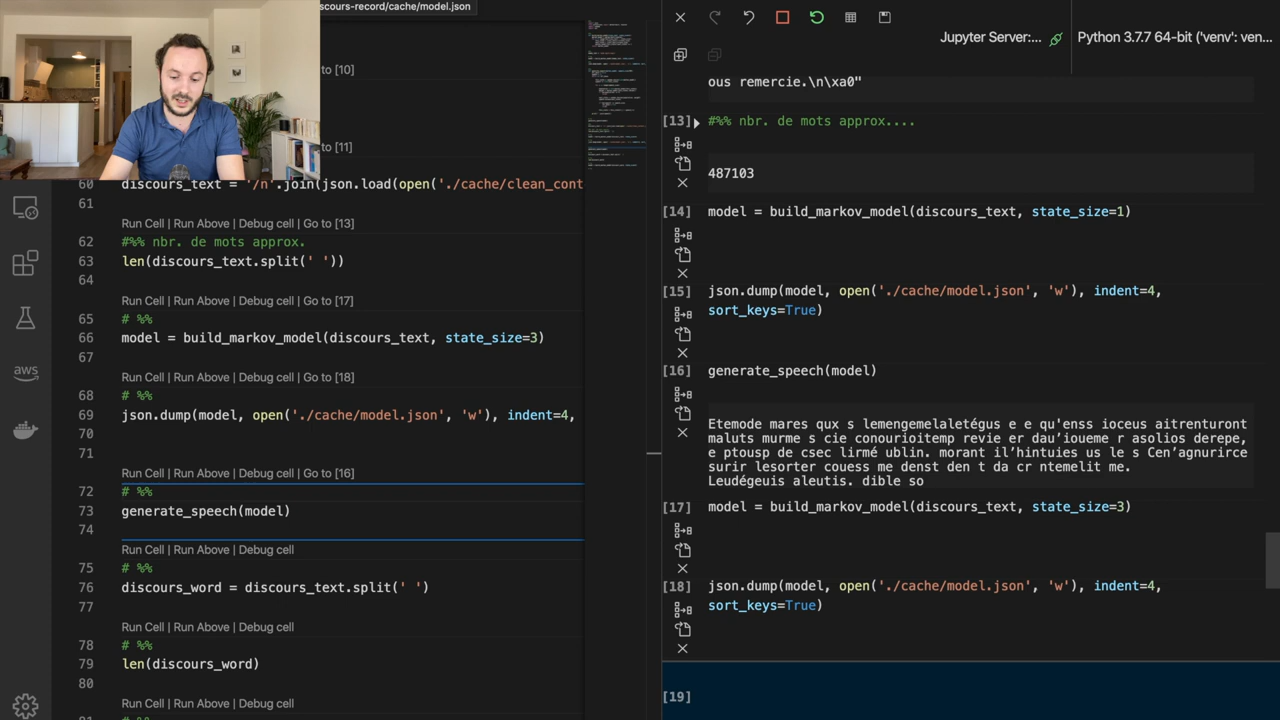 scours-record/cache/model.json
to [10]
to [11]
60 discours_text = '/n'.join(json.load(open('./cache/clean_cont
61
Run Cell | Run Above | Debug cell | Go to [13]
62 #%% nbr. de mots approx.
63 len(discours_text.split(' '))
64
Run Cell | Run Above | Debug cell | Go to [17]
65 # %%
66 model = build_markov_model(discours_text, state_size=3)
67
Run Cell | Run Above | Debug cell | Go to [18]
68 # %%
69 json.dump(model, open('./cache/model.json', 'w'), indent=4,
70
71
Run Cell | Run Above | Debug cell | Go to [16]
72 # %%
73 generate_speech(model)
74
Run Cell | Run Above | Debug cell
75 # %%
76 discours_word = discours_text.split(' ')
77
Run Cell | Run Above | Debug cell
78 # %%
79 len(discours_word)
80
Run Cell | Run Above | Debug cell
aws
Jupyter Server:...
Python 3.7.7 64-bit ('venv': ven...
ous remercie.\n\xa0"
[13] #%% nbr. de mots approx....
487103
[14] model = build_markov_model(discours_text, state_size=1)
[15] json.dump(model, open('./cache/model.json', 'w'), indent=4,
sort_keys=True)
[16] generate_speech(model)
Etemode mares qux s lemengemelaletégus e e qu'enss ioceus aitrenturont
maluts murme s cie conourioitemp revie er dau'ioueme r asolios derepe,
e ptousp de csec lirmé ublin. morant il'hintuies us le s Cen'agnurirce
surir lesorter couess me denst den t da cr ntemelit me.
Leudégeuis aleutis. dible so
[17] model = build_markov_model(discours_text, state_size=3)
[18] json.dump(model, open('./cache/model.json', 'w'), indent=4,
sort_keys=True)
[19]